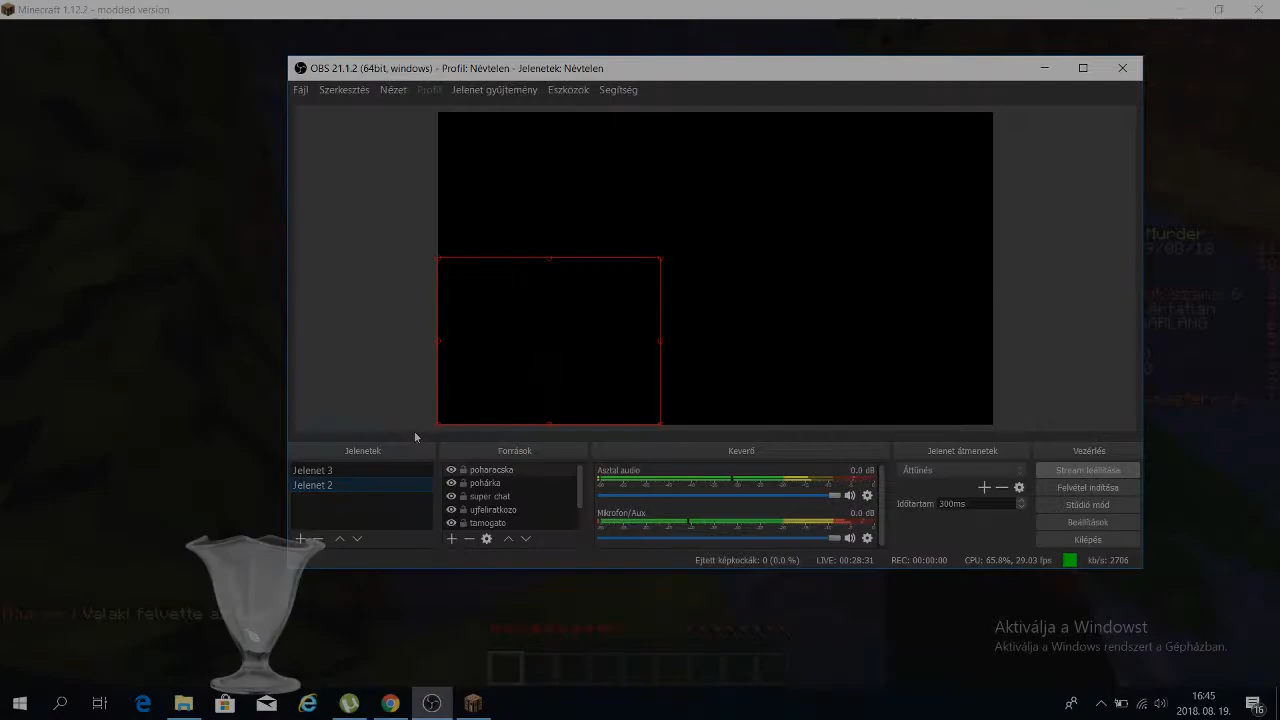 Minecraft 1.12.2 - modded version
OBS 21.1.2 (64bit, windows) - Profil: Névtelen - Jelenetek: Névtelen
Fájl Szerkesztés Nézet Profil Jelenet gyűjtemény Eszközök Segítség
Murder
Jelenetek
Jelenet 3
Jelenet 2
Források
poharacska
pohárka
super chat
ujfeliratkozo
tamogato
Keverő
Asztal audio 0.0 dB
Mikrofon/Aux 0.0 dB
Jelenet átmenetek
Áttűnés
Időtartam 300ms
Vezérlés
Stream leállítása
Felvétel indítása
Stúdió mód
Beállítások
Kilépés
Ejtett képkockák: 0 (0,0 %) LIVE: 00:28:31 REC: 00:00:00 CPU: 65.8%, 29.03 fps kb/s: 2706
Valaki felvette az
Aktiválja a Windowst
Aktiválja a Windows rendszert a Gépházban.
16:45
2018. 08. 19.
16